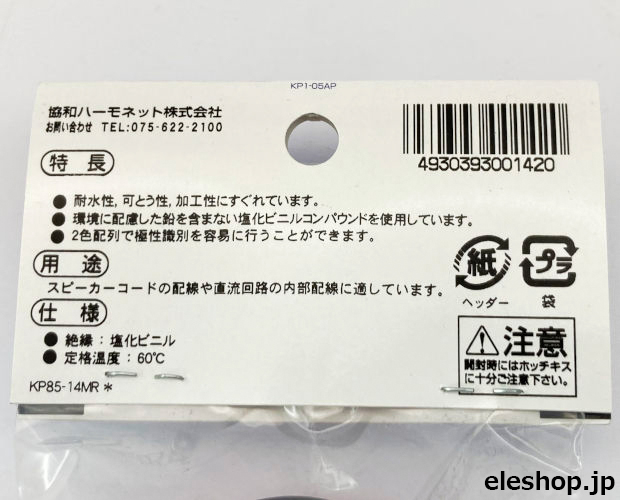 KP1-05AP
協和ハーモネット株式会社
お問い合わせ TEL:075-622-2100
4930393001420
特長
● 耐水性, 可とう性, 加工性にすぐれています。
● 環境に配慮した鉛を含まない塩化ビニルコンパウンドを使用しています。
● 2色配列で極性識別を容易に行うことができます。
用途
スピーカーコードの配線や直流回路の内部配線に適しています。
仕様
● 絶縁：塩化ビニル
● 定格温度：60℃
KP85-14MR＊
紙
ヘッダー
プラ
袋
注意
開封時にはホッチキス
に十分ご注意下さい。
eleshop.jp